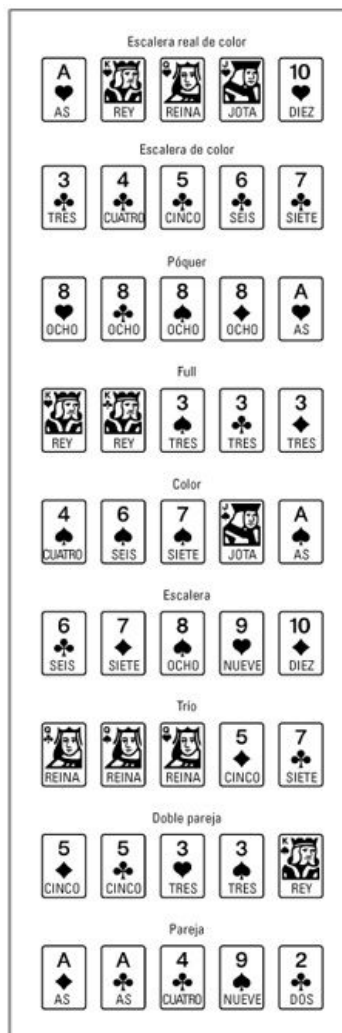 Escalera real de color
A K Q J 10
AS REY REINA JOTA DIEZ
Escalera de color
3 4 5 6 7
TRES CUATRO CINCO SEIS SIETE
Póquer
8 8 8 8 A
OCHO OCHO OCHO OCHO AS
Full
K K 3 3 3
REY REY TRES TRES TRES
Color
4 6 7 J A
CUATRO SEIS SIETE JOTA AS
Escalera
6 7 8 9 10
SEIS SIETE OCHO NUEVE DIEZ
Trio
Q Q Q 5 7
REINA REINA REINA CINCO SIETE
Doble pareja
5 5 3 3 K
CINCO CINCO TRES TRES REY
Pareja
A A 4 9 2
AS AS CUATRO NUEVE DOS